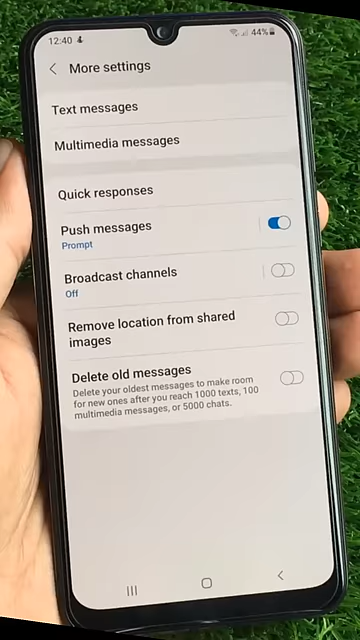 12:40
44%
More settings
Text messages
Multimedia messages
Quick responses
Push messages
Prompt
Broadcast channels
Off
Remove location from shared
images
Delete old messages
Delete your oldest messages to make room
for new ones after you reach 1000 texts, 100
multimedia messages, or 5000 chats.